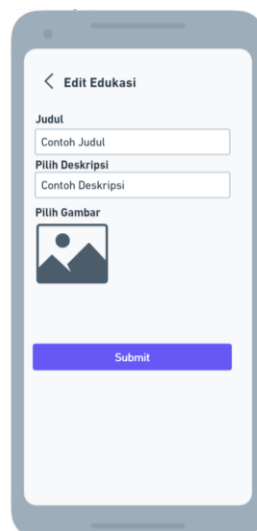 Edit Edukasi
Judul
Contoh Judul
Pilih Deskripsi
Contoh Deskripsi
Pilih Gambar
Submit